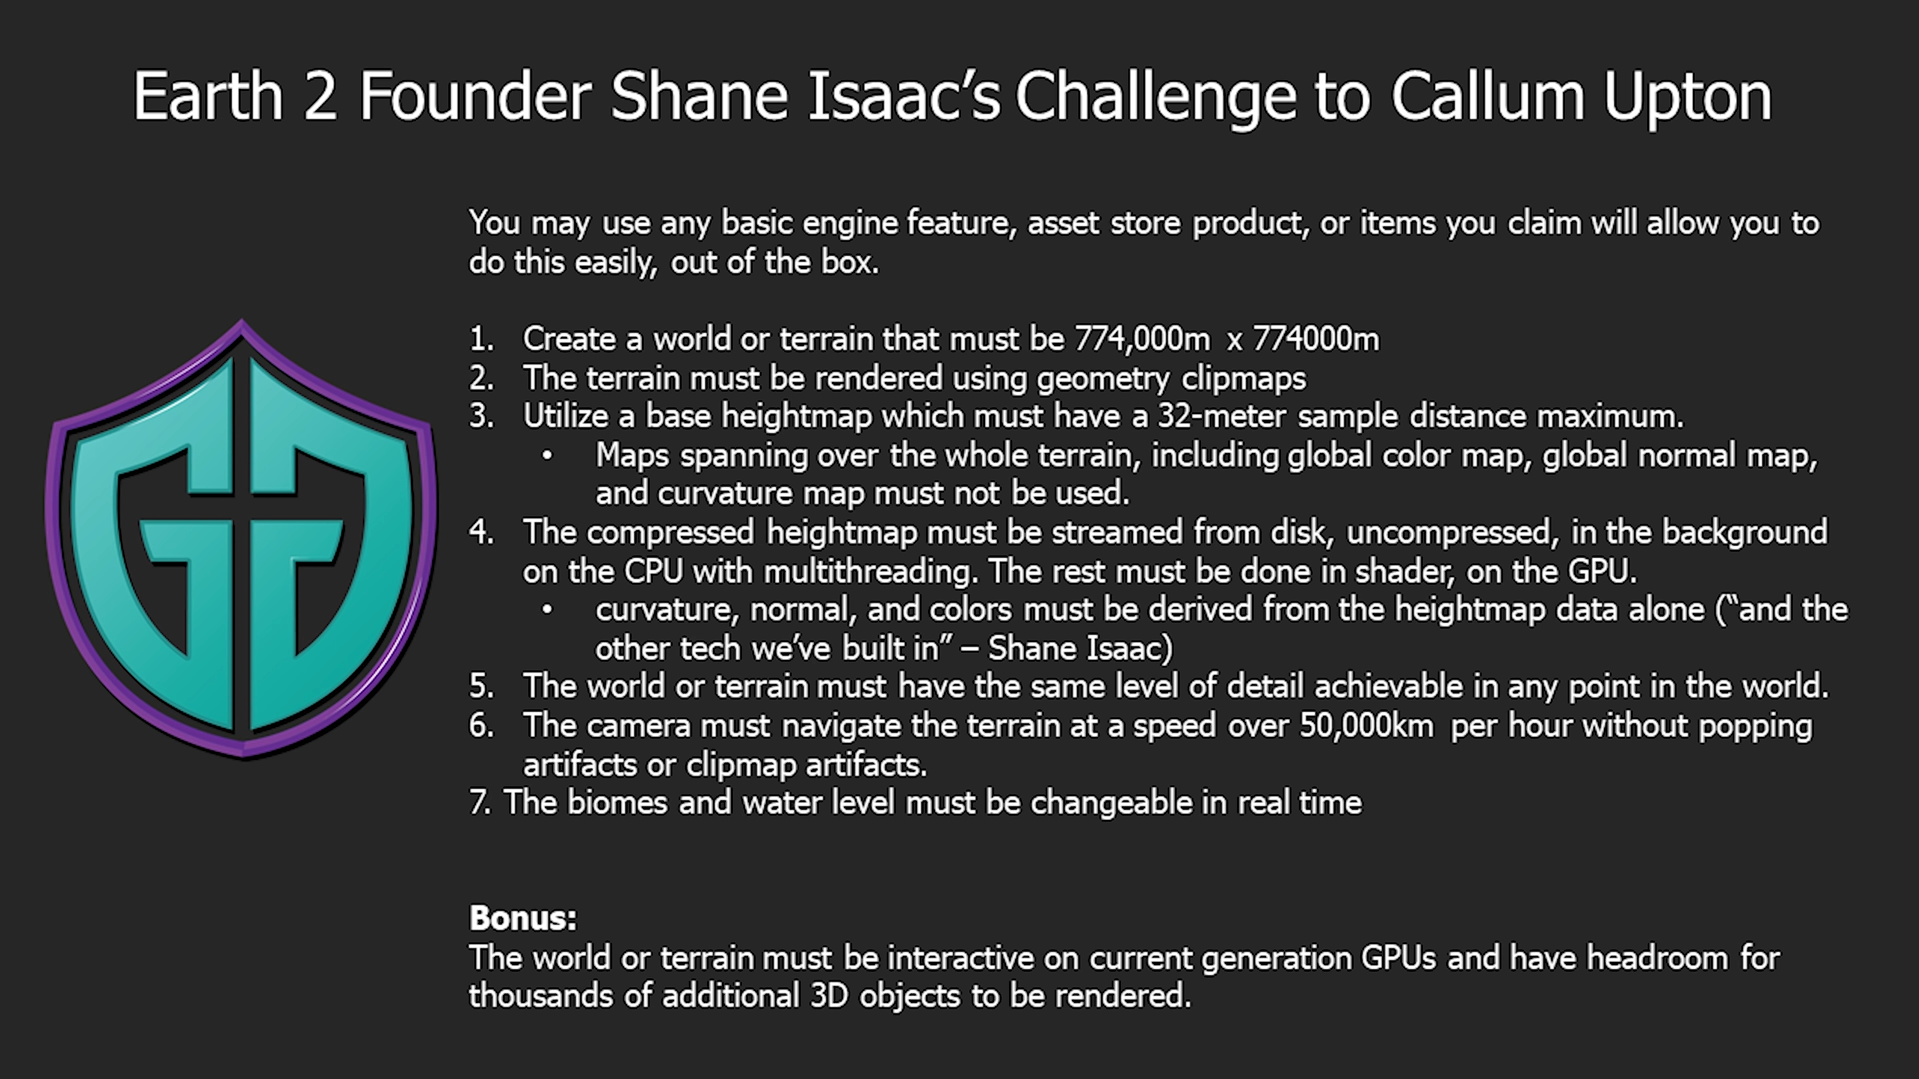 Earth 2 Founder Shane Isaac’s Challenge to Callum Upton
You may use any basic engine feature, asset store product, or items you claim will allow you to
do this easily, out of the box.
1. Create a world or terrain that must be 774,000m x 774000m
2. The terrain must be rendered using geometry clipmaps
3. Utilize a base heightmap which must have a 32-meter sample distance maximum.
• Maps spanning over the whole terrain, including global color map, global normal map,
and curvature map must not be used.
4. The compressed heightmap must be streamed from disk, uncompressed, in the background
on the CPU with multithreading. The rest must be done in shader, on the GPU.
• curvature, normal, and colors must be derived from the heightmap data alone (“and the
other tech we’ve built in” – Shane Isaac)
5. The world or terrain must have the same level of detail achievable in any point in the world.
6. The camera must navigate the terrain at a speed over 50,000km per hour without popping
artifacts or clipmap artifacts.
7. The biomes and water level must be changeable in real time
Bonus:
The world or terrain must be interactive on current generation GPUs and have headroom for
thousands of additional 3D objects to be rendered.